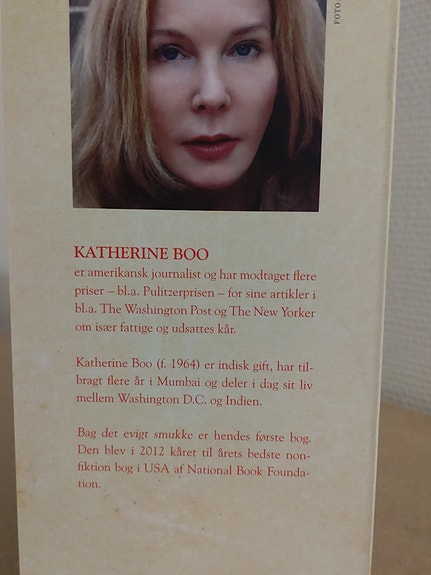 FOTO:
KATHERINE BOO
er amerikansk journalist og har modtaget flere
priser – bl.a. Pulitzerprisen – for sine artikler i
bl.a. The Washington Post og The New Yorker
om især fattige og udsattes kår.
Katherine Boo (f. 1964) er indisk gift, har til-
bragt flere år i Mumbai og deler i dag sit liv
mellem Washington D.C. og Indien.
Bag det evigt smukke er hendes første bog.
Den blev i 2012 kåret til årets bedste non-
fiktion bog i USA af National Book Founda-
tion.